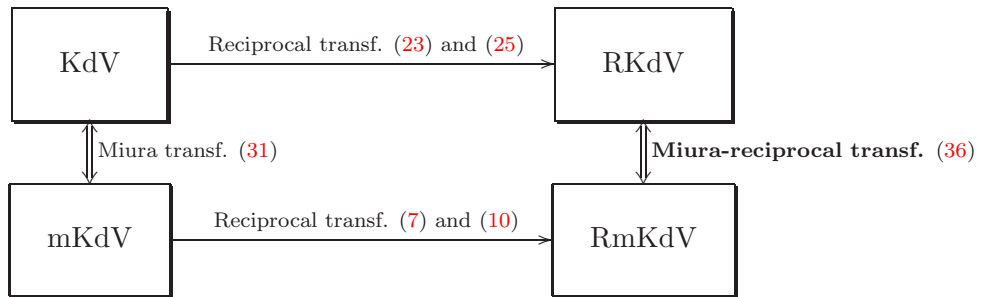 Reciprocal transf. (23) and (25)
KdV
RKdV
Miura transf. (31)
Miura-reciprocal transf. (36)
Reciprocal transf. (7) and (10)
mKdV
RmKdV